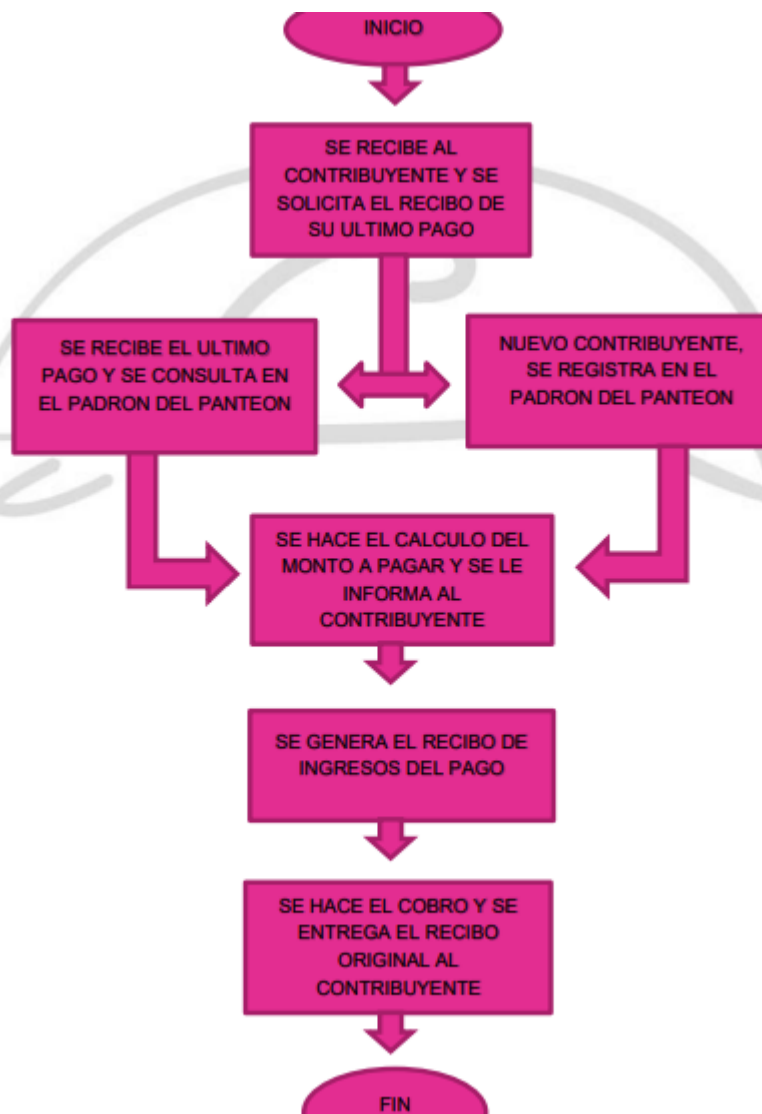 INICIO
SE RECIBE AL
CONTRIBUYENTE Y SE
SOLICITA EL RECIBO DE
SU ULTIMO PAGO
SE RECIBE EL ULTIMO
PAGO Y SE CONSULTA EN
EL PADRON DEL PANTEON
NUEVO CONTRIBUYENTE,
SE REGISTRA EN EL
PADRON DEL PANTEON
SE HACE EL CALCULO DEL
MONTO A PAGAR Y SE LE
INFORMA AL
CONTRIBUYENTE
SE GENERA EL RECIBO DE
INGRESOS DEL PAGO
SE HACE EL COBRO Y SE
ENTREGA EL RECIBO
ORIGINAL AL
CONTRIBUYENTE
FIN